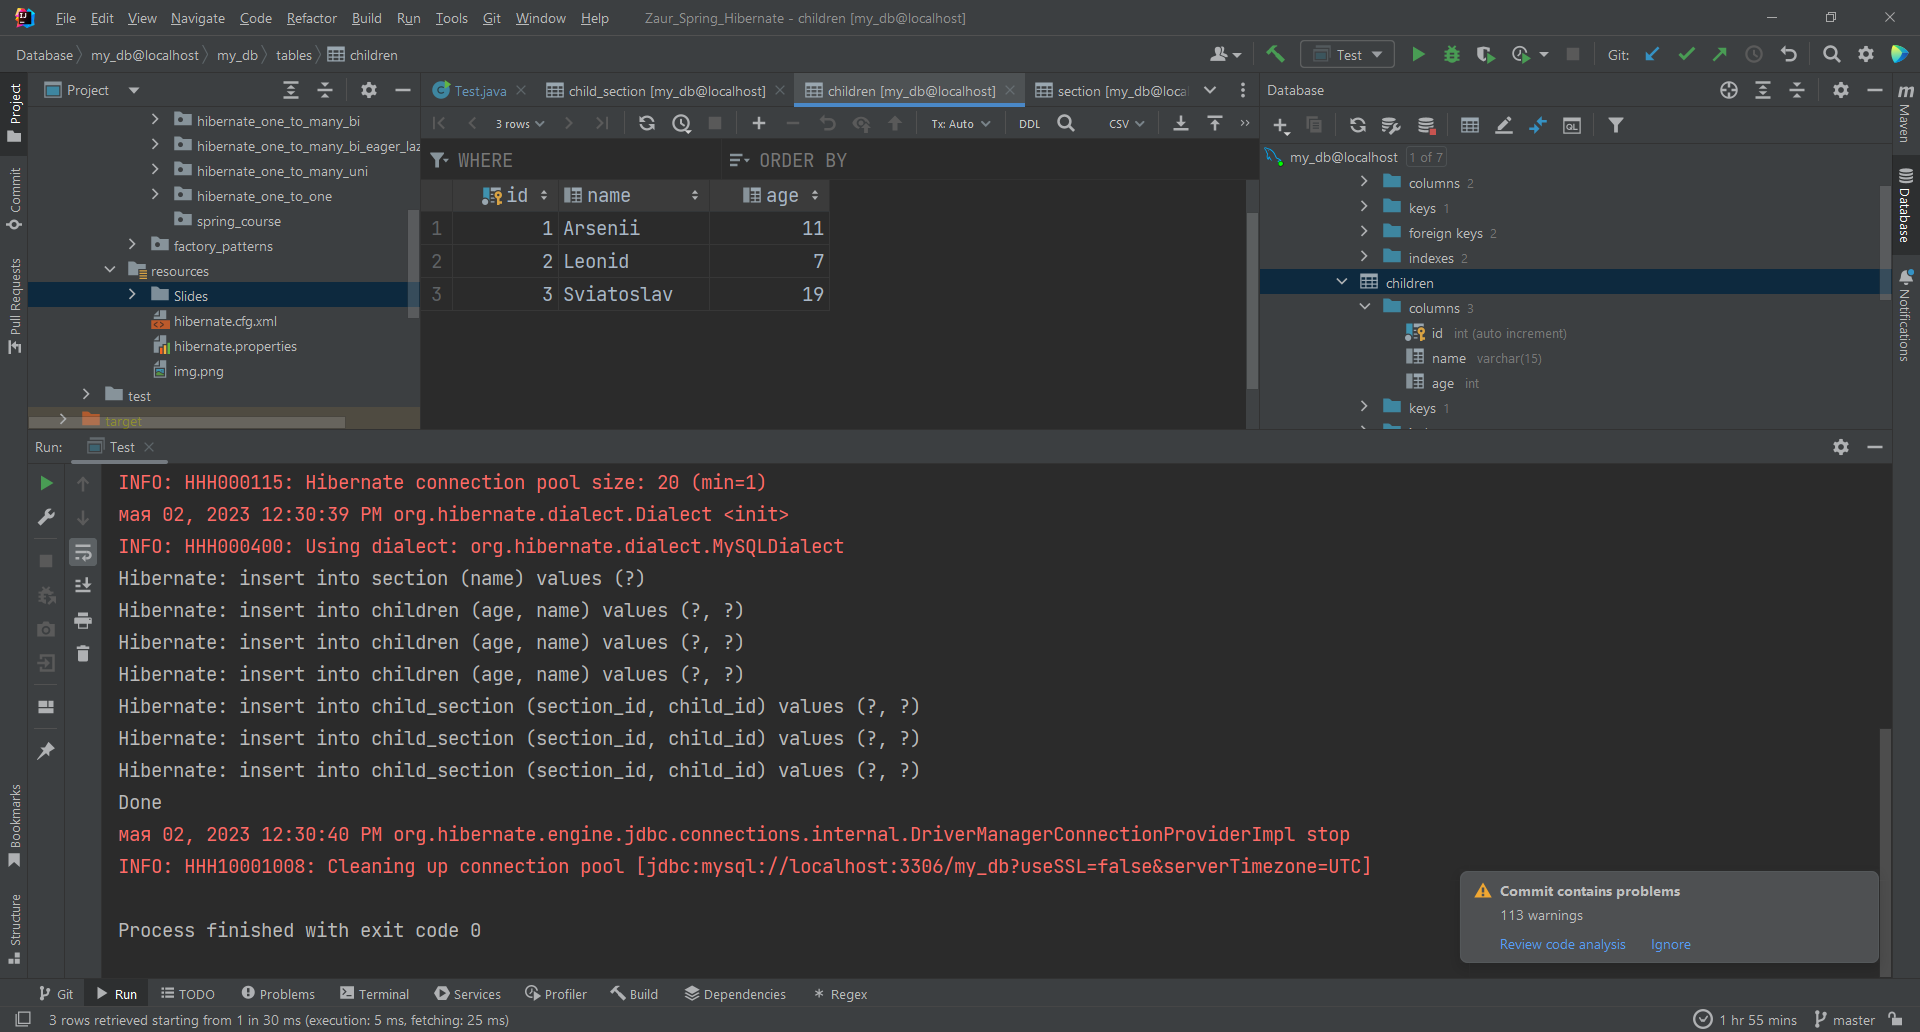 File Edit View Navigate Code Refactor Build Run Tools Git Window Help Zaur_Spring_Hibernate - children [my_db@localhost]
Database my_db@localhost my_db tables children
Test Git:
Project
Commit
Pull Requests
Bookmarks
Structure
Project
hibernate_one_to_many_bi
hibernate_one_to_many_bi_eager_laz
hibernate_one_to_many_uni
hibernate_one_to_one
spring_course
factory_patterns
resources
Slides
hibernate.cfg.xml
hibernate.properties
img.png
test
target
Test.java child_section [my_db@localhost] children [my_db@localhost] section [my_db@local
3 rows Tx: Auto DDL CSV
WHERE ORDER BY
id name age
1 1 Arsenii 11
2 2 Leonid 7
3 3 Sviatoslav 19
Database
my_db@localhost 1 of 7
columns 2
keys 1
foreign keys 2
indexes 2
children
columns 3
id int (auto increment)
name varchar(15)
age int
keys 1
Maven
Database
Notifications
Run: Test
INFO: HHH000115: Hibernate connection pool size: 20 (min=1)
мая 02, 2023 12:30:39 PM org.hibernate.dialect.Dialect <init>
INFO: HHH000400: Using dialect: org.hibernate.dialect.MySQLDialect
Hibernate: insert into section (name) values (?)
Hibernate: insert into children (age, name) values (?, ?)
Hibernate: insert into children (age, name) values (?, ?)
Hibernate: insert into children (age, name) values (?, ?)
Hibernate: insert into child_section (section_id, child_id) values (?, ?)
Hibernate: insert into child_section (section_id, child_id) values (?, ?)
Hibernate: insert into child_section (section_id, child_id) values (?, ?)
Done
мая 02, 2023 12:30:40 PM org.hibernate.engine.jdbc.connections.internal.DriverManagerConnectionProviderImpl stop
INFO: HHH10001008: Cleaning up connection pool [jdbc:mysql://localhost:3306/my_db?useSSL=false&serverTimezone=UTC]
Process finished with exit code 0
Commit contains problems
113 warnings
Review code analysis Ignore
Git Run TODO Problems Terminal Services Profiler Build Dependencies Regex
3 rows retrieved starting from 1 in 30 ms (execution: 5 ms, fetching: 25 ms) 1 hr 55 mins master